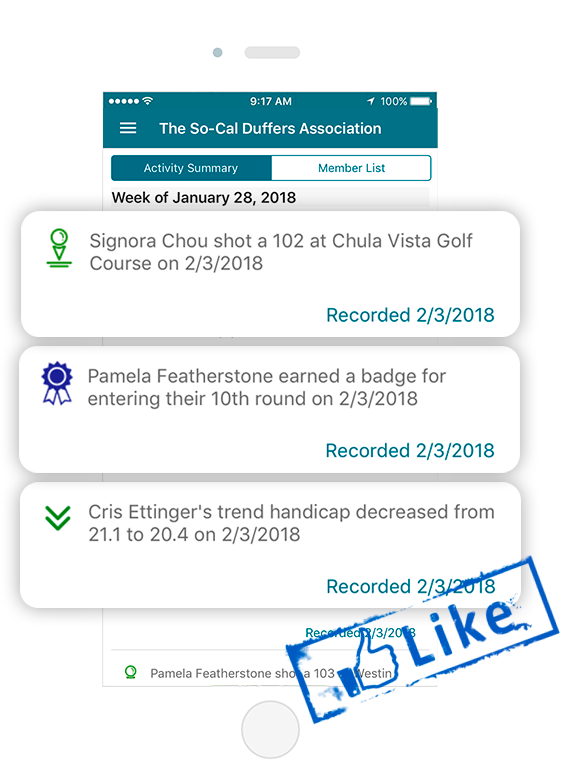 9:17 AM
100%
The So-Cal Duffers Association
Activity Summary
Member List
Week of January 28, 2018
Signora Chou shot a 102 at Chula Vista Golf
Course on 2/3/2018
Recorded 2/3/2018
Pamela Featherstone earned a badge for
entering their 10th round on 2/3/2018
Recorded 2/3/2018
Cris Ettinger's trend handicap decreased from
21.1 to 20.4 on 2/3/2018
Recorded 2/3/2018
Recorded 2/3/2018
Like
Pamela Featherstone shot a 103 Westin